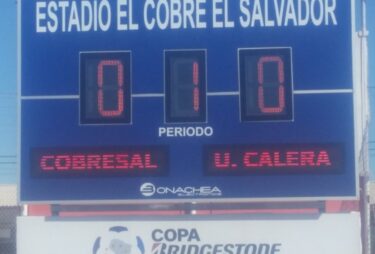 ESTADIO EL COBRE EL SALVADOR
0 1 0
PERIODO
COBRESAL U. CALERA
ONACHEA
COPA
BRIDGESTONE